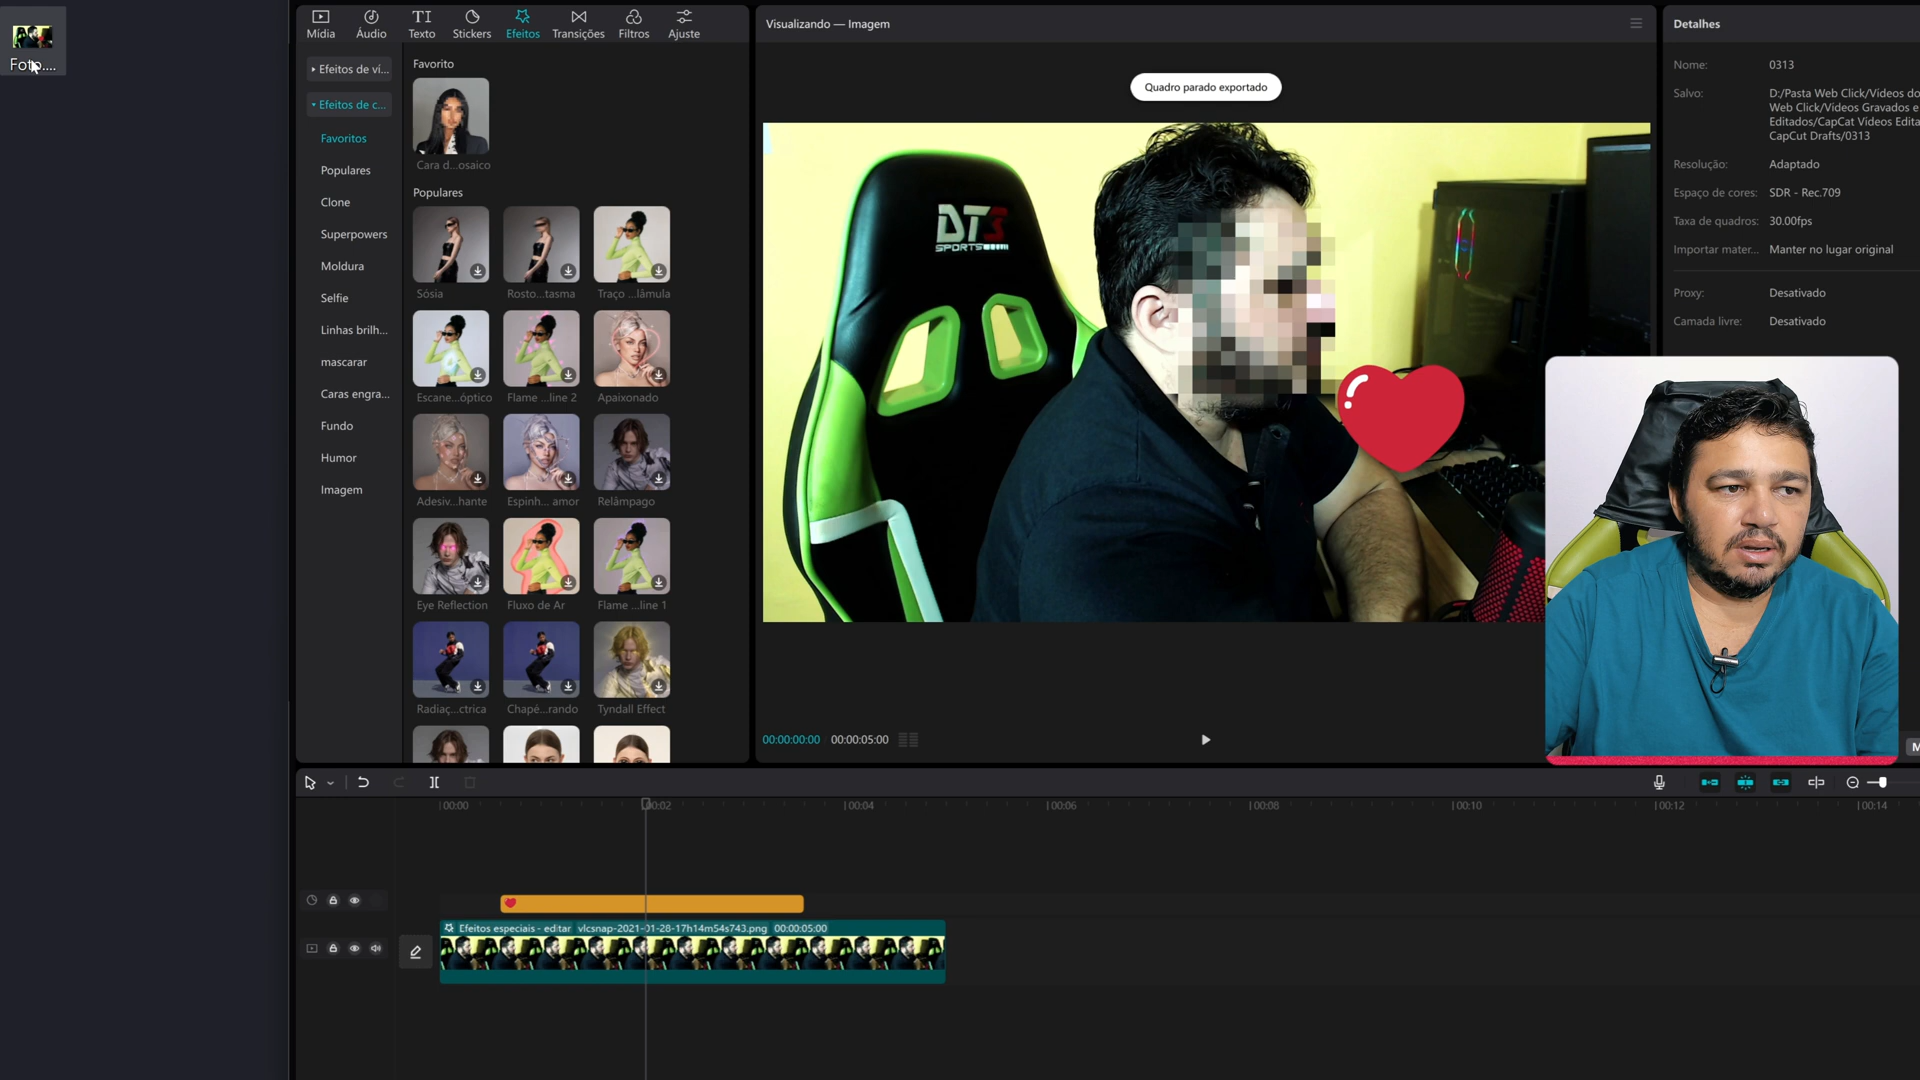 Foto....
Mídia
Áudio
Texto
Stickers
Efeitos
Transições
Filtros
Ajuste
Efeitos de ví...
Efeitos de c...
Favoritos
Populares
Clone
Superpowers
Moldura
Selfie
Linhas brilh...
mascarar
Caras engra...
Fundo
Humor
Imagem
Favorito
Cara d...osaico
Populares
Sósia
Rosto...tasma
Traço ...lâmula
Escane...óptico
Flame ...line 2
Apaixonado
Adesiv...hante
Espinh... amor
Relâmpago
Eye Reflection
Fluxo de Ar
Flame ...line 1
Radiaç...ctrica
Chapé...rando
Tyndall Effect
Visualizando — Imagem
Quadro parado exportado
DT3
SPORTS
00:00:00:00 00:00:05:00
Detalhes
Nome: 0313
Salvo: D:/Pasta Web Click/Videos do
Web Click/Videos Gravados e
Editados/CapCat Videos Edita
CapCut Drafts/0313
Resolução: Adaptado
Espaço de cores: SDR - Rec.709
Taxa de quadros: 30.00fps
Importar mater... Manter no lugar original
Proxy: Desativado
Camada livre: Desativado
M
00:00
00:02
00:04
00:06
00:08
00:10
00:12
00:14
Efeitos especiais - editar vlcsnap-2021-01-28-17h14m54s743.png 00:00:05:00